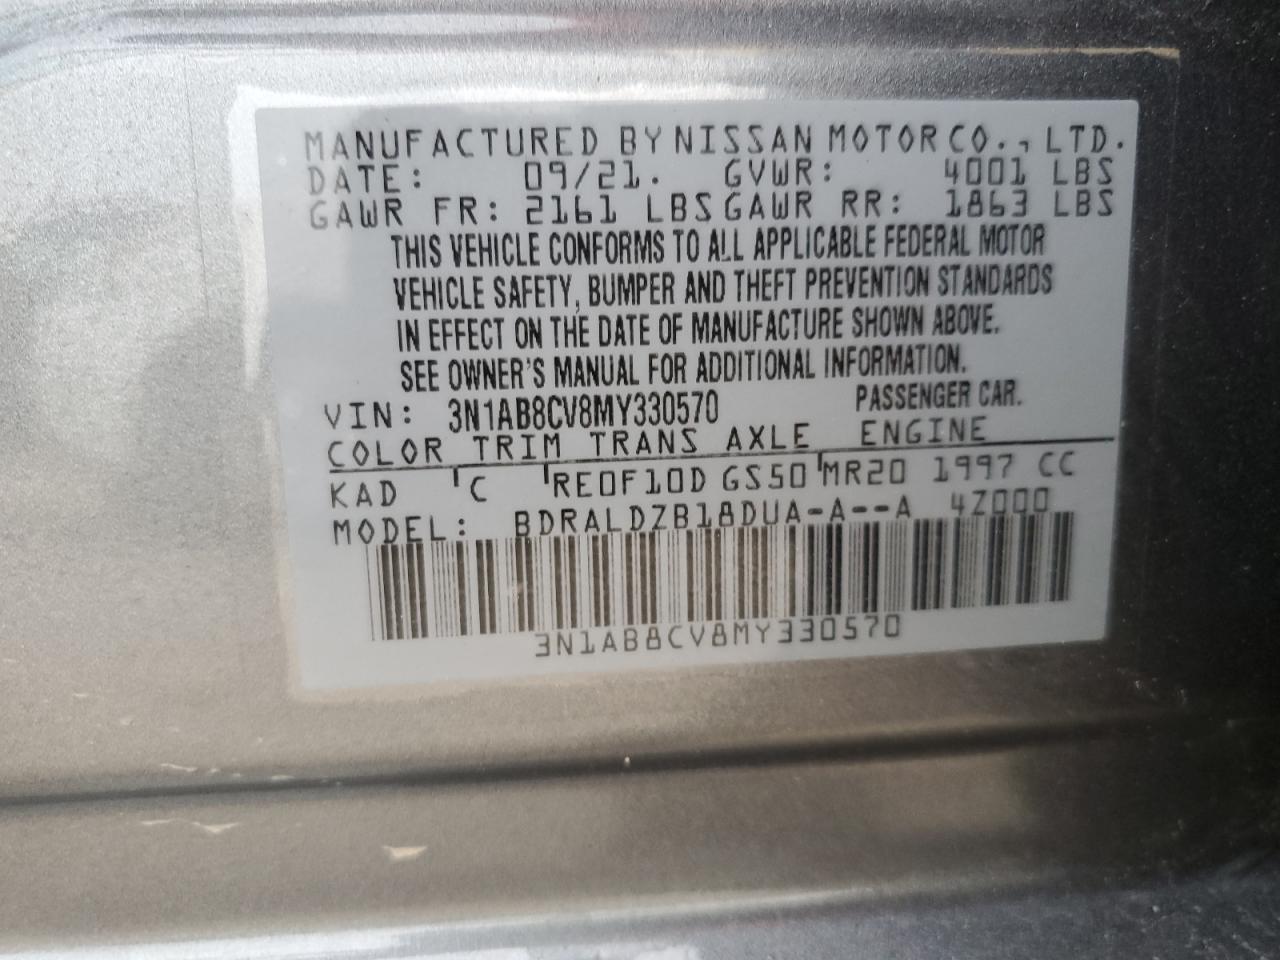 MANUFACTURED BY NISSAN MOTOR CO., LTD.
DATE: 09/21. GVWR: 4001 LBS
GAWR FR: 2161 LBS GAWR RR: 1863 LBS
THIS VEHICLE CONFORMS TO ALL APPLICABLE FEDERAL MOTOR
VEHICLE SAFETY, BUMPER AND THEFT PREVENTION STANDARDS
IN EFFECT ON THE DATE OF MANUFACTURE SHOWN ABOVE.
SEE OWNER'S MANUAL FOR ADDITIONAL INFORMATION.
VIN: 3N1AB8CV8MY330570 PASSENGER CAR.
COLOR TRIM TRANS AXLE ENGINE
KAD C RE0F10D GS50 MR20 1997 CC
MODEL: BDRALDZB18DUA-A--A 4Z000
3N1AB8CV8MY330570